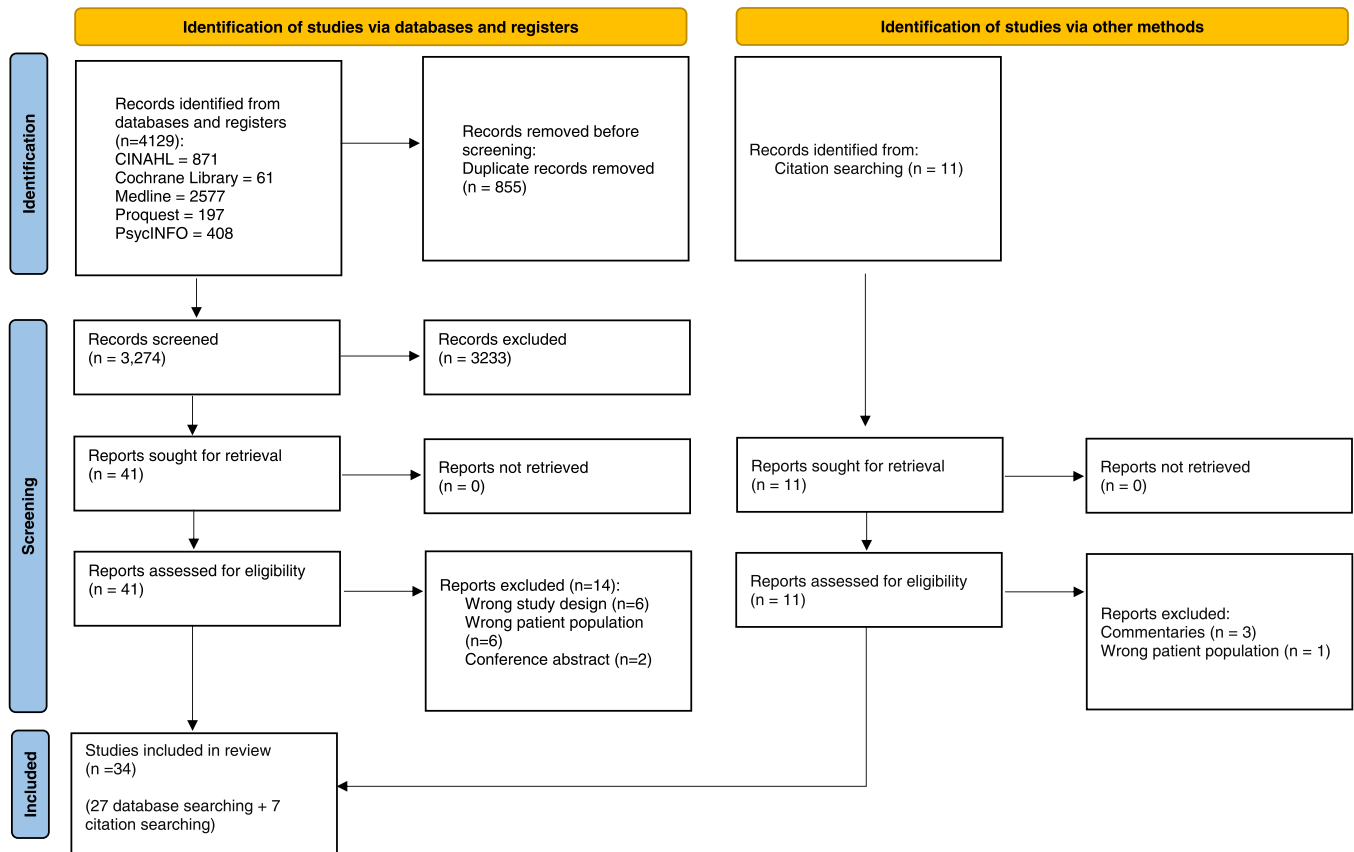 Identification of studies via databases and registers
Identification of studies via other methods
Identification
Records identified from
databases and registers
(n=4129):
CINAHL = 871
Cochrane Library = 61
Medline = 2577
Proquest = 197
PsycINFO = 408
Records removed before
screening:
Duplicate records removed
(n = 855)
Records identified from:
Citation searching (n = 11)
Screening
Records screened
(n = 3,274)
Records excluded
(n = 3233)
Reports sought for retrieval
(n = 41)
Reports not retrieved
(n = 0)
Reports sought for retrieval
(n = 11)
Reports not retrieved
(n = 0)
Reports assessed for eligibility
(n = 41)
Reports excluded (n=14):
Wrong study design (n=6)
Wrong patient population
(n=6)
Conference abstract (n=2)
Reports assessed for eligibility
(n = 11)
Reports excluded:
Commentaries (n = 3)
Wrong patient population (n = 1)
Included
Studies included in review
(n =34)
(27 database searching + 7
citation searching)